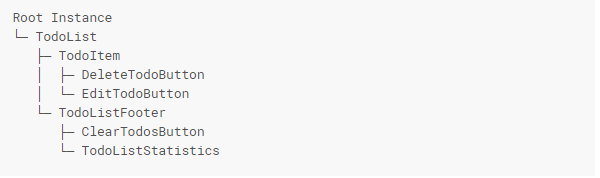 Root Instance
└─ TodoList
   ├─ TodoItem
   │  ├─ DeleteTodoButton
   │  └─ EditTodoButton
   └─ TodoListFooter
      ├─ ClearTodosButton
      └─ TodoListStatistics